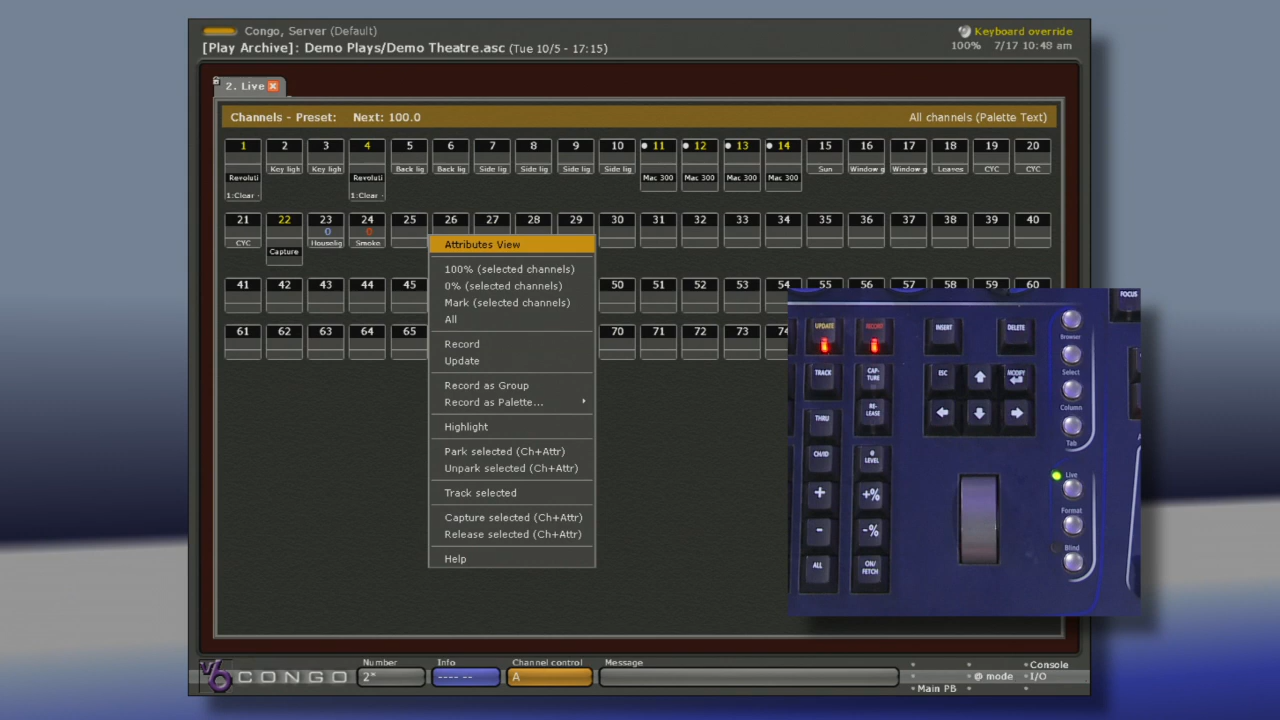 Congo, Server (Default)
[Play Archive]: Demo Plays/Demo Theatre.asc (Tue 10/5 - 17:15)
Keyboard override
100% 7/17 10:48 am
2. Live
Channels - Preset: Next: 100.0
All channels (Palette Text)
1 2 3 4 5 6 7 8 9 10 11 12 13 14 15 16 17 18 19 20
Key ligh Key ligh Back lig Back lig Side lig Side lig Side lig Side lig Sun Window g Window g Leaves CYC CYC
Revoluti Revoluti Mac 300 Mac 300 Mac 300 Mac 300
1:Clear - 1:Clear -
21 22 23 24 25 26 27 28 29 30 31 32 33 34 35 36 37 38 39 40
0 0
CYC Houselig Smoke
Capture
41 42 43 44 45 50 51 52 53 54 55 56 57 58 59 60
61 62 63 64 65 70 71 72 73 74
Attributes View
100% (selected channels)
0% (selected channels)
Mark (selected channels)
All
Record
Update
Record as Group
Record as Palette...
Highlight
Park selected (Ch+Attr)
Unpark selected (Ch+Attr)
Track selected
Capture selected (Ch+Attr)
Release selected (Ch+Attr)
Help
FOCUS
UPDATE RECORD INSERT DELETE
Browser
TRACK CAP-TURE ESC MODIFY
Select
THRU RE-LEASE
Column
Tab
CH/ID @ LEVEL
Live
+ +%
Format
- -%
Blind
ALL ON/FETCH
v6 CONGO
Number Info Channel control Message
2* ---- -- A
Console
@ mode I/O
Main PB